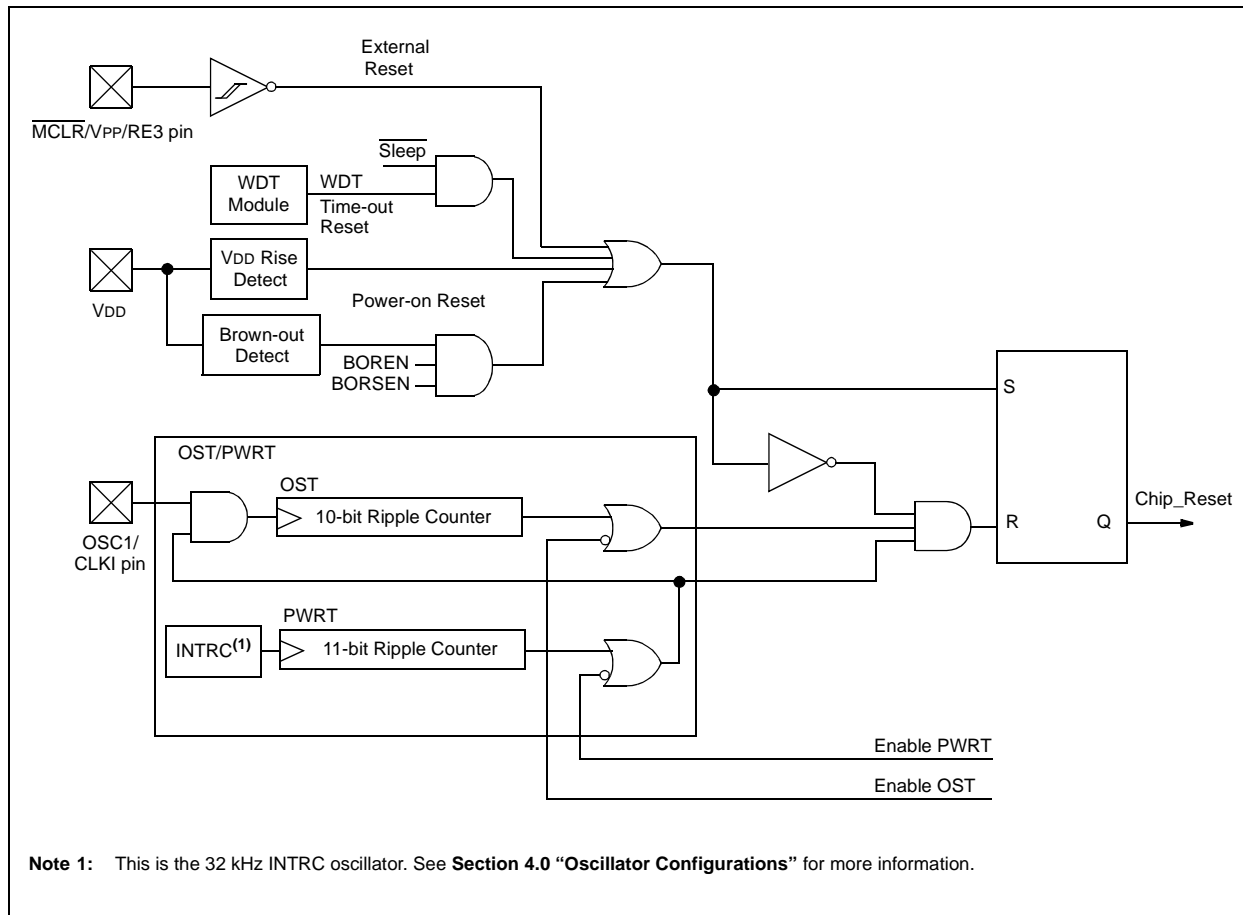 External
Reset
MCLR/VPP/RE3 pin
Sleep
WDT
Module
WDT
Time-out
Reset
VDD Rise
Detect
VDD
Power-on Reset
Brown-out
Detect
BOREN
BORSEN
S
OST/PWRT
OST
10-bit Ripple Counter
Chip_Reset
R
Q
OSC1/
CLKI pin
PWRT
INTRC(1)
11-bit Ripple Counter
Enable PWRT
Enable OST
Note 1: This is the 32 kHz INTRC oscillator. See Section 4.0 “Oscillator Configurations” for more information.